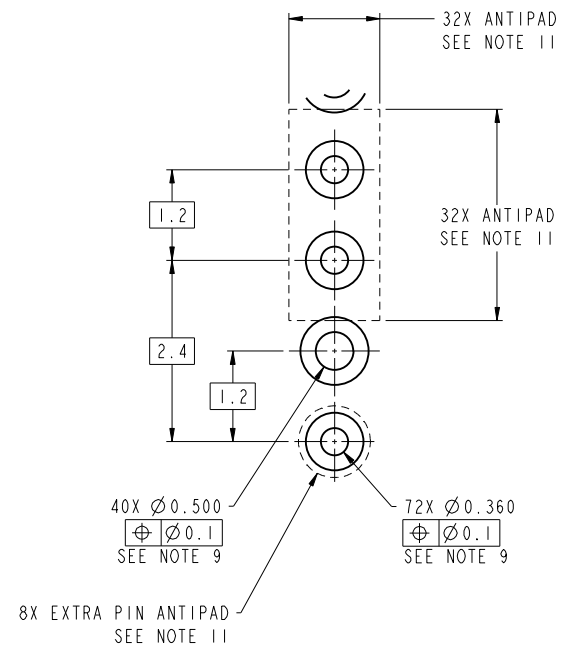 32X ANTIPAD
SEE NOTE 11
32X ANTIPAD
SEE NOTE 11
1.2
2.4
1.2
40X Ø0.500
⌖ Ø0.1
SEE NOTE 9
72X Ø0.360
⌖ Ø0.1
SEE NOTE 9
8X EXTRA PIN ANTIPAD
SEE NOTE 11